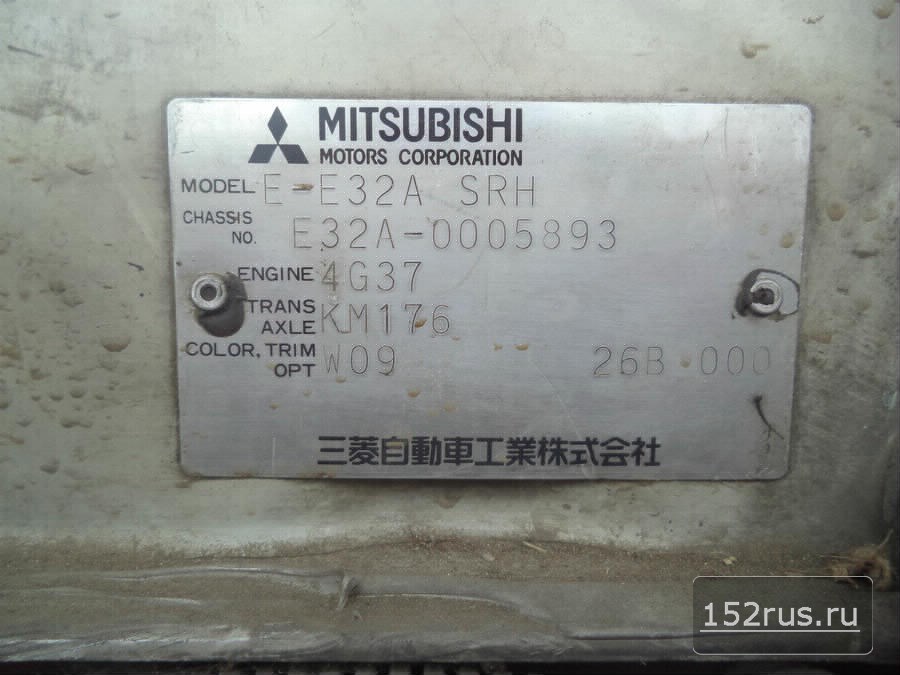 MITSUBISHI
MOTORS CORPORATION
MODEL E-E32A SRH
CHASSIS NO. E32A-0005893
ENGINE 4G37
TRANS AXLE KM176
COLOR, TRIM OPT W09 26B 000
三菱自動車工業株式会社
152rus.ru